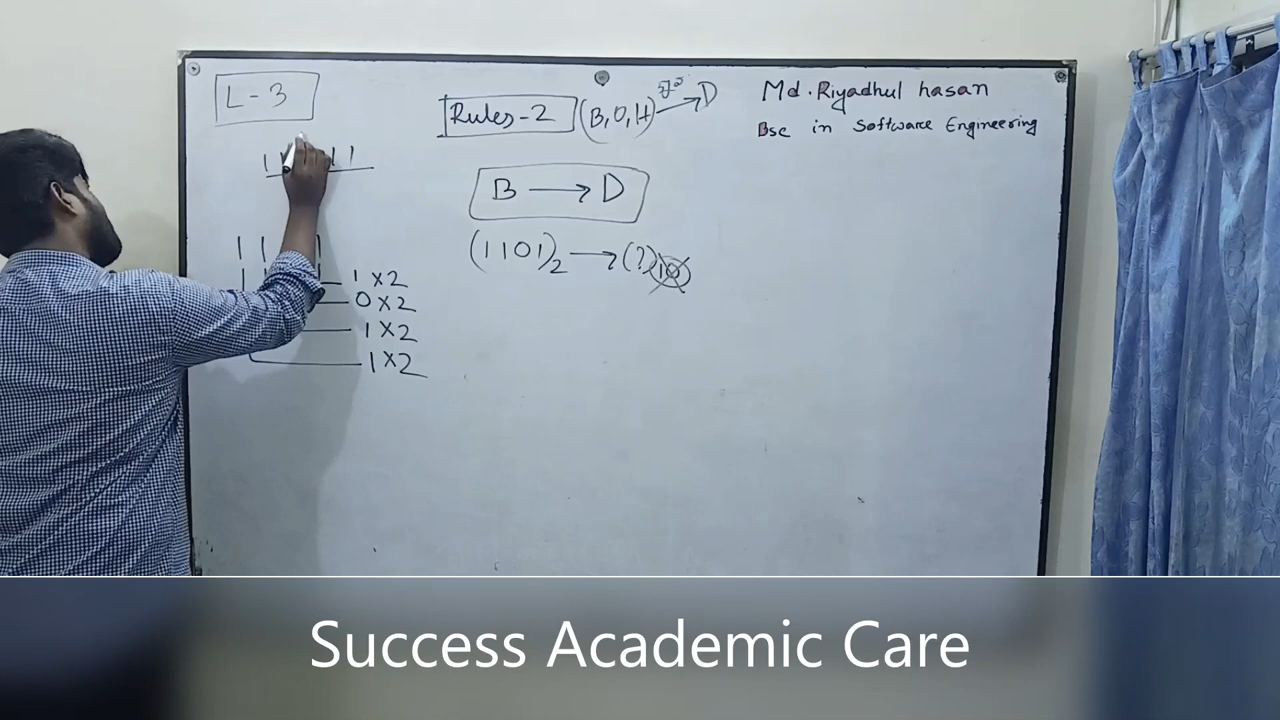 L-3
Rules-2 (B,O,H) হতে → D
Md. Riyadhul hasan
Bsc in Software Engineering
B → D
(1101)₂ → (?)10
1×2
0×2
1×2
1×2
Success Academic Care